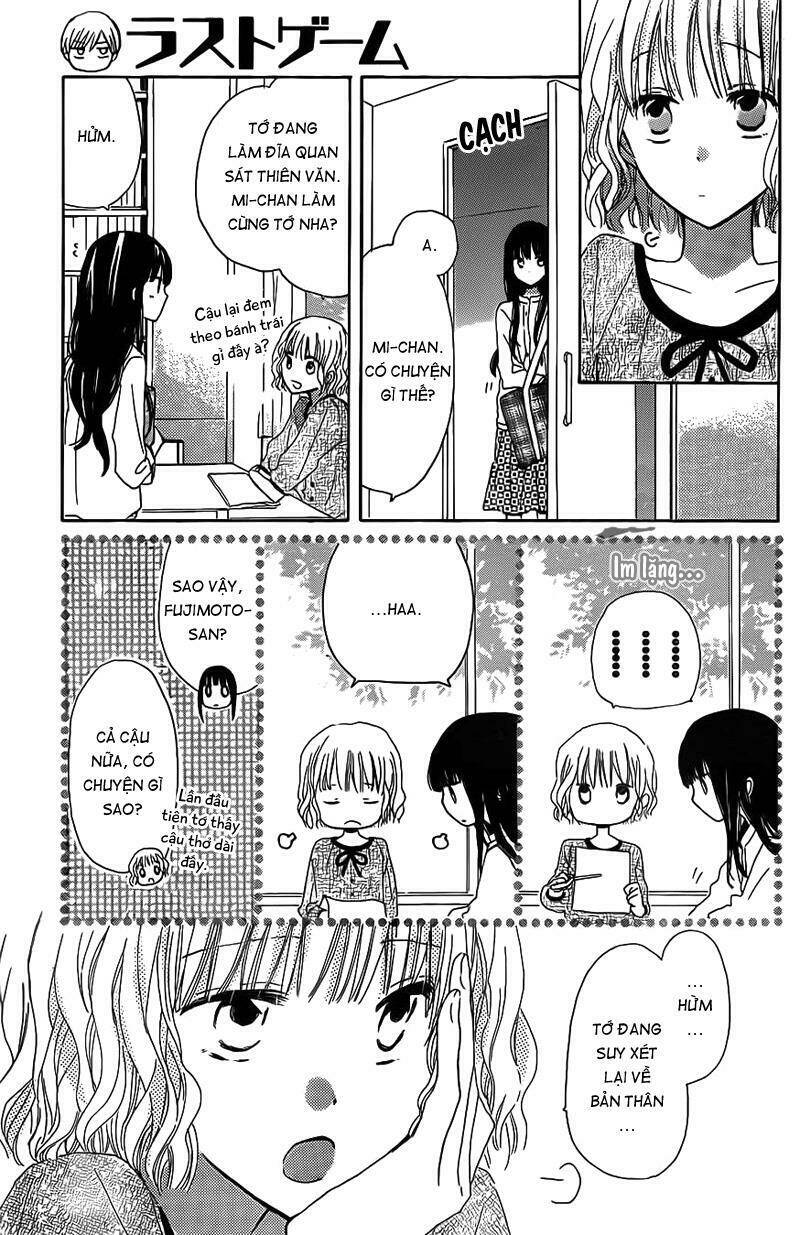 ラストゲーム
CẠCH
A.
MI-CHAN.
CÓ CHUYỆN
GÌ THẾ?
TỚ ĐANG
LÀM ĐĨA QUAN
SÁT THIÊN VĂN.
MI-CHAN LÀM
CÙNG TỚ NHA?
Cậu lại đem
theo bánh trái
gì đấy à?
HỬM.
Im lặng...
...HAA.
SAO VẬY,
FUJIMOTO-
SAN?
CẢ CẬU
NỮA, CÓ
CHUYỆN GÌ
SAO?
Lần đầu
tiên tớ thấy
cậu thở dài
đấy.
...
HỬM
...
TỚ ĐANG
SUY XÉT
LẠI VỀ
BẢN THÂN
...